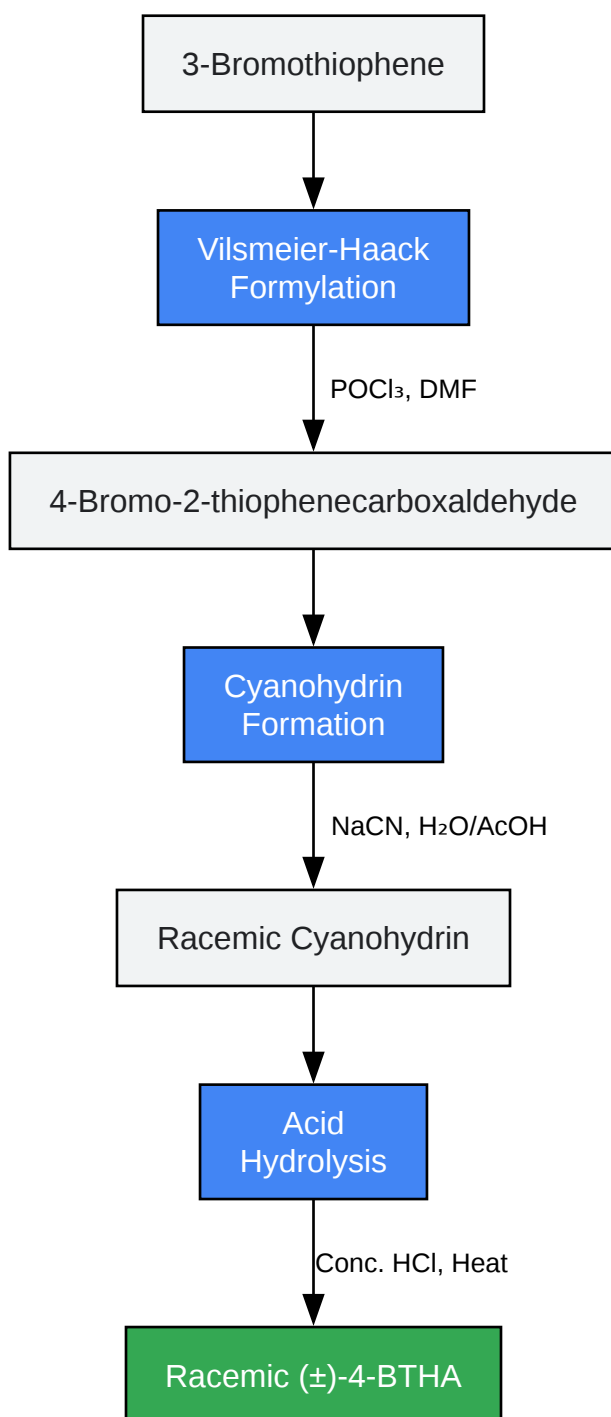 3-Bromothiophene
Vilsmeier-Haack
Formylation
POCl₃, DMF
4-Bromo-2-thiophenecarboxaldehyde
Cyanohydrin
Formation
NaCN, H₂O/AcOH
Racemic Cyanohydrin
Acid
Hydrolysis
Conc. HCl, Heat
Racemic (±)-4-BTHA